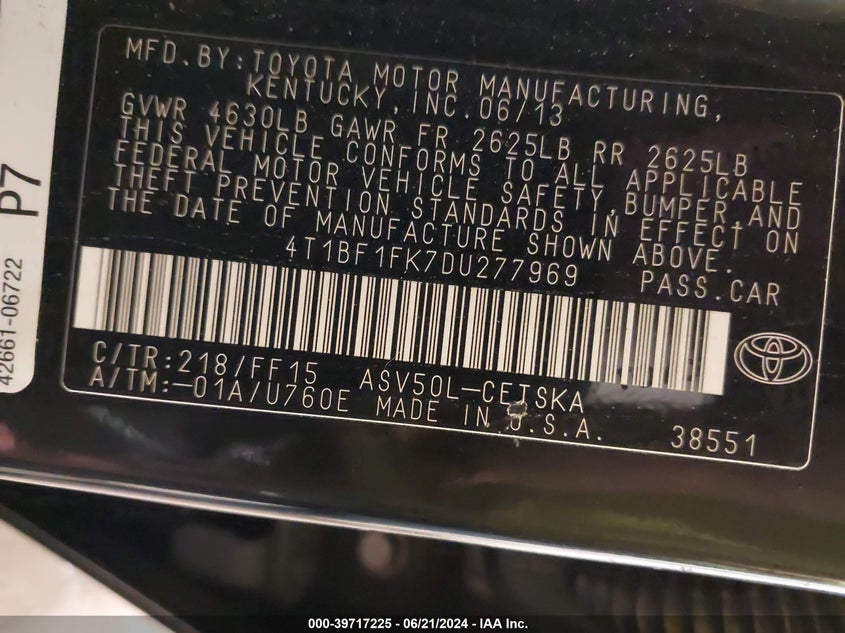 MFD.BY:TOYOTA MOTOR MANUFACTURING,
KENTUCKY,INC.06/13
GVWR 4630LB GAWR FR 2625LB RR 2625LB
THIS VEHICLE CONFORMS TO ALL APPLICABLE
FEDERAL MOTOR VEHICLE SAFETY,BUMPER,AND
THEFT PREVENTION STANDARDS IN EFFECT ON
THE DATE OF MANUFACTURE SHOWN ABOVE.
4T1BF1FK7DU277969 PASS.CAR
C/TR:218/FF15 ASV50L-CETSKA
A/TM:-01A/U760E MADE IN U.S.A. 38551
42661-06722 P7
000-39717225 - 06/21/2024 - IAA Inc.